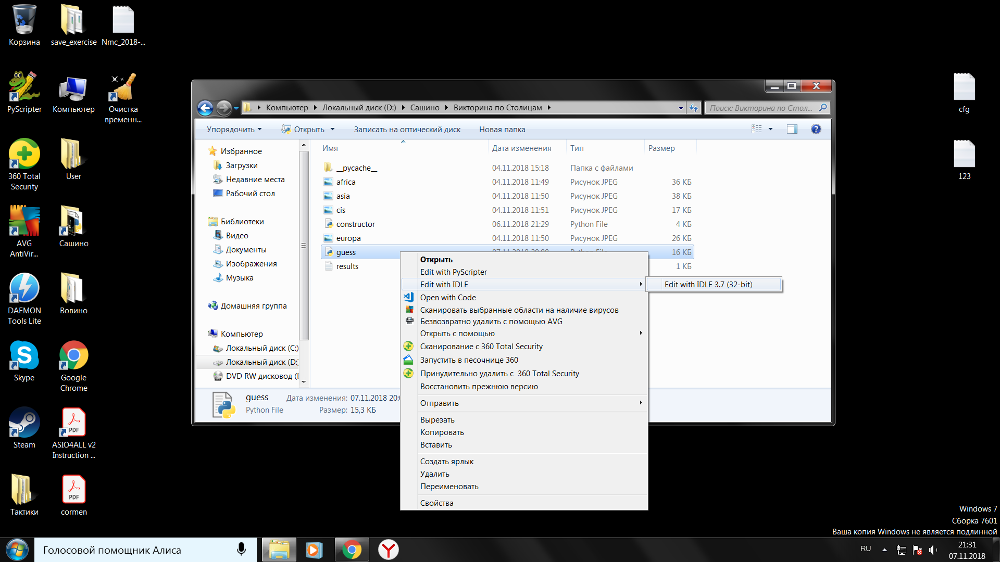 Корзина
save_exercise
Nmc_2018-...
PyScripter
Компьютер
Очистка
временн...
360 Total
Security
User
AVG
AntiVir...
Сашино
DAEMON
Tools Lite
Вовино
Skype
Google
Chrome
Steam
ASIO4ALL v2
Instruction ...
Тактики
cormen
cfg
123
Компьютер
Локальный диск (D:)
Сашино
Викторина по Столицам
Поиск: Викторина по Стол...
Упорядочить
Открыть
Записать на оптический диск
Новая папка
Избранное
Загрузки
Недавние места
Рабочий стол
Библиотеки
Видео
Документы
Изображения
Музыка
Домашняя группа
Компьютер
Локальный диск (C:)
Локальный диск (D:
DVD RW дисковод (
Имя Дата изменения Тип Размер
__pycache__ 04.11.2018 15:18 Папка с файлами
africa 04.11.2018 11:49 Рисунок JPEG 36 КБ
asia 04.11.2018 11:50 Рисунок JPEG 38 КБ
cis 04.11.2018 11:51 Рисунок JPEG 17 КБ
constructor 06.11.2018 21:29 Python File 4 КБ
europa 04.11.2018 11:50 Рисунок JPEG 26 КБ
guess 07.11.2018 20:08 Python File 16 КБ
results 1 КБ
Открыть
Edit with PyScripter
Edit with IDLE
Edit with IDLE 3.7 (32-bit)
Open with Code
Сканировать выбранные области на наличие вирусов
Безвозвратно удалить с помощью AVG
Открыть с помощью
Сканирование с 360 Total Security
Запустить в песочнице 360
Принудительно удалить с  360 Total Security
Восстановить прежнюю версию
Отправить
Вырезать
Копировать
Вставить
Создать ярлык
Удалить
Переименовать
Свойства
guess Дата изменения: 07.11.2018 20:
Python File Размер: 15,3 КБ
Windows 7
Сборка 7601
Ваша копия Windows не является подлинной
Голосовой помощник Алиса
RU
21:31
07.11.2018